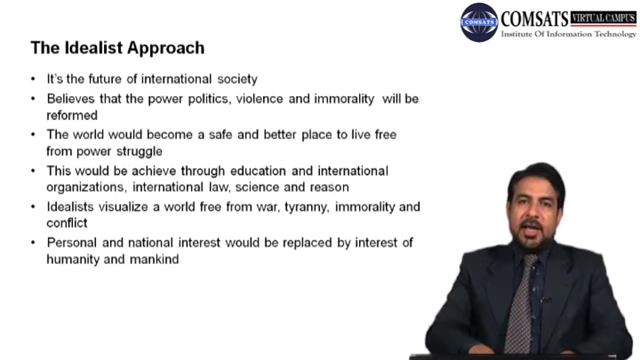 COMSATS VIRTUAL CAMPUS
Institute Of Information Technology
COMSATS
The Idealist Approach
• It's the future of international society
• Believes that the power politics, violence and immorality will be
reformed
• The world would become a safe and better place to live free
from power struggle
• This would be achieve through education and international
organizations, international law, science and reason
• Idealists visualize a world free from war, tyranny, immorality and
conflict
• Personal and national interest would be replaced by interest of
humanity and mankind